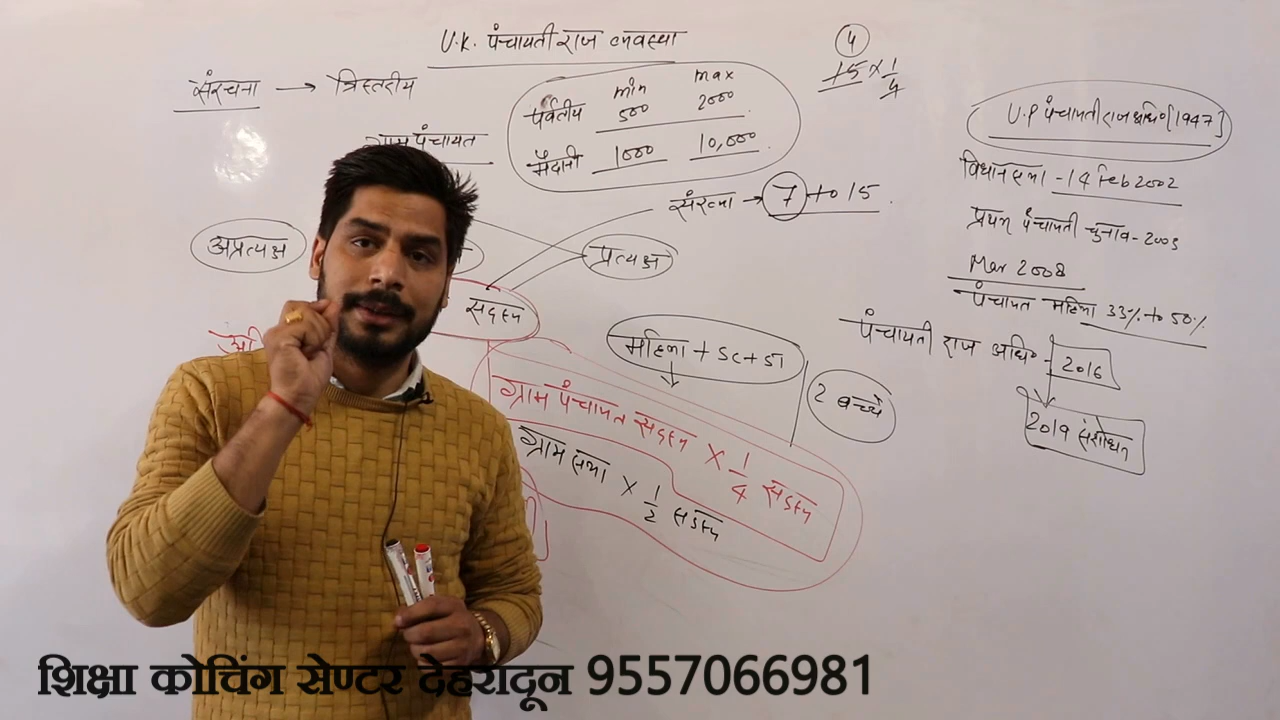 U.K. पंचायती राज व्यवस्था
संरचना → त्रिस्तरीय
ग्राम पंचायत
min max
पर्वतीय 500 2000
मैदानी 1000 10,000
4
15 × 1/4
संख्या → 7 to 15
अप्रत्यक्ष
प्रत्यक्ष
सदस्य
महिला + SC + ST
2 बच्चे
ग्राम पंचायत सदस्य × 1/4 सदस्य
ग्राम सभा × 1/2 सदस्य
U.P पंचायती राज अधि० [1947]
विधानसभा - 14 Feb 2002
प्रथम पंचायती चुनाव - 2003
Mar 2008
पंचायत महिला 33% to 50%
पंचायती राज अधि० - 2016
2019 संशोधन
शिक्षा कोचिंग सेण्टर देहरादून 9557066981